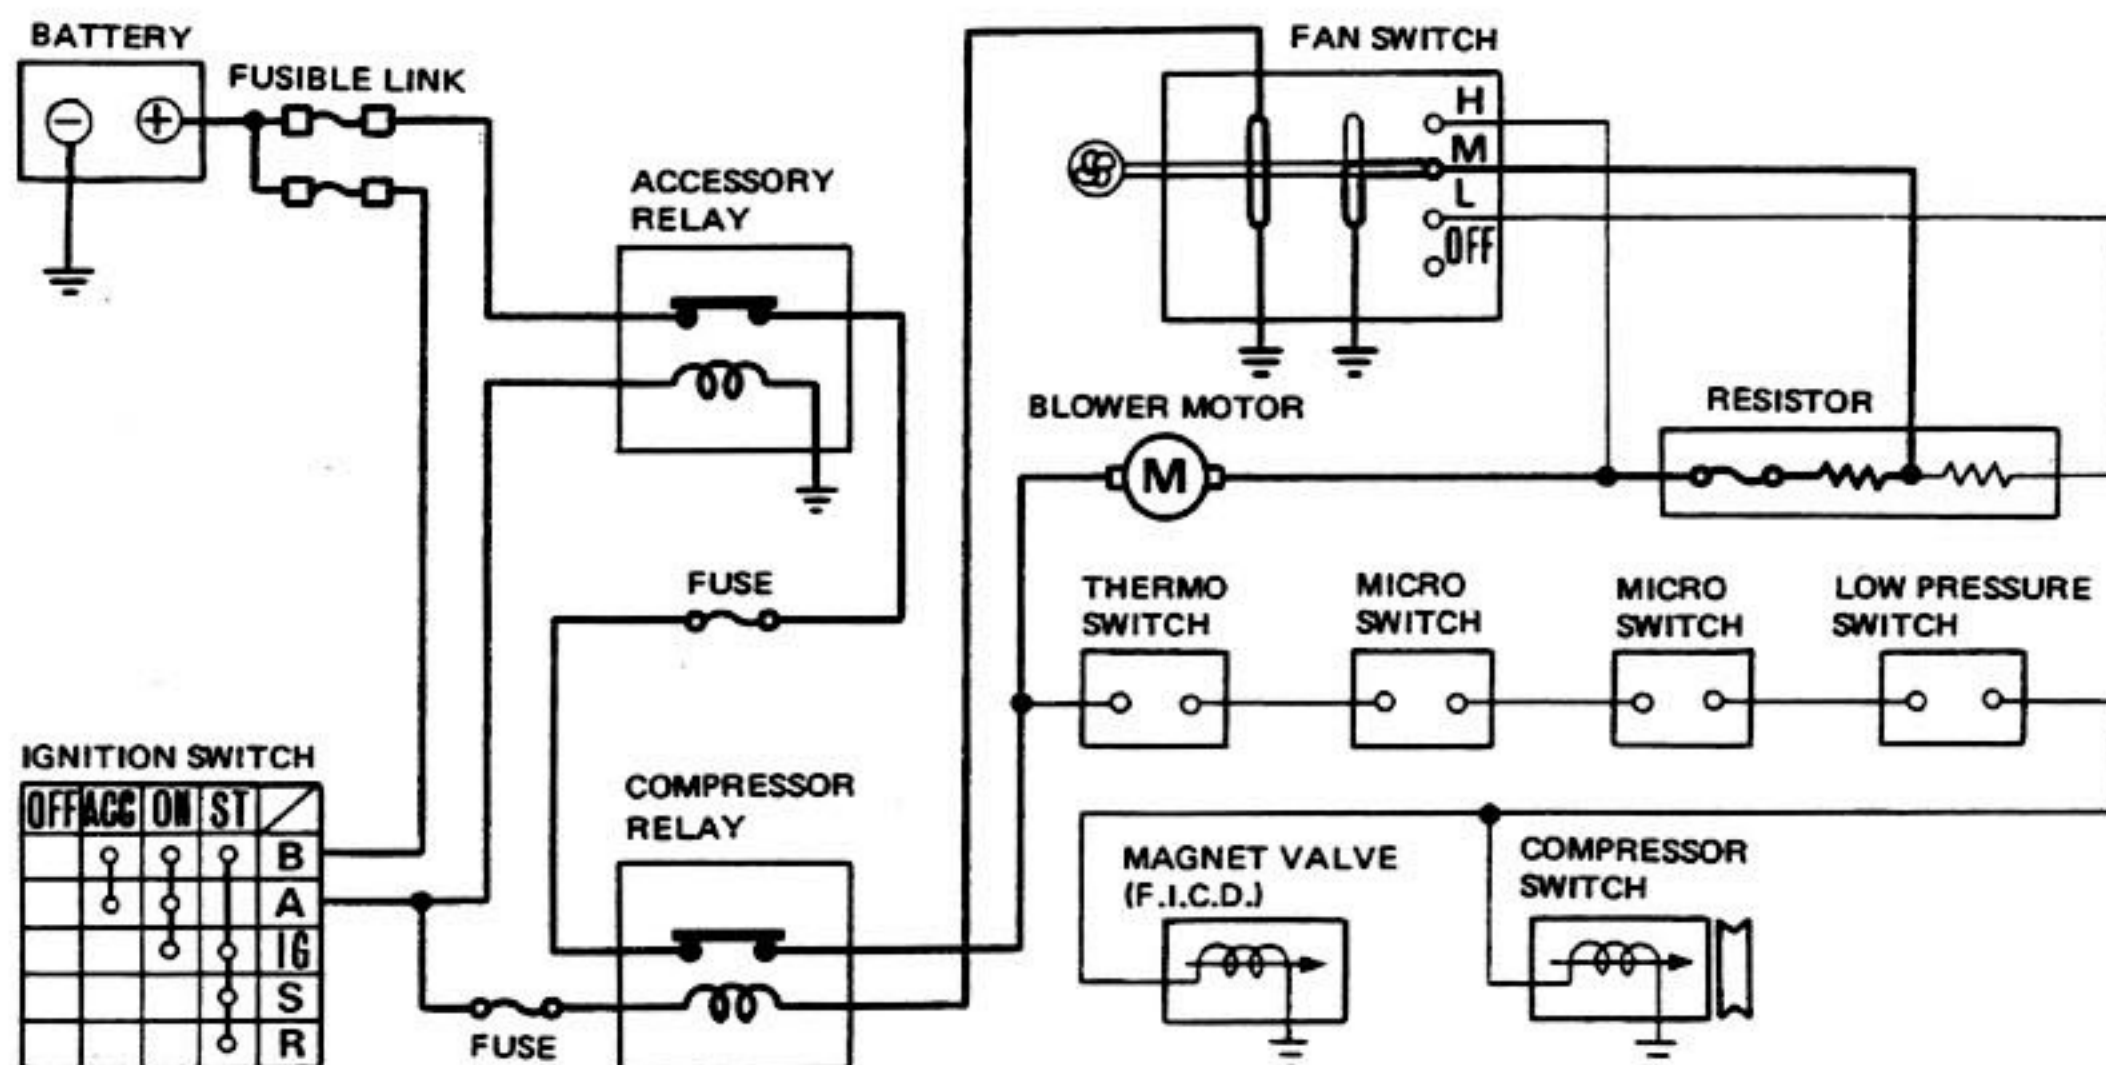 BATTERY
FUSIBLE LINK
FAN SWITCH
H
M
L
OFF
ACCESSORY
RELAY
BLOWER MOTOR
M
RESISTOR
FUSE
THERMO
SWITCH
MICRO
SWITCH
MICRO
SWITCH
LOW PRESSURE
SWITCH
IGNITION SWITCH
OFF ACC ON ST
B
A
IG
S
R
COMPRESSOR
RELAY
FUSE
MAGNET VALVE
(F.I.C.D.)
COMPRESSOR
SWITCH